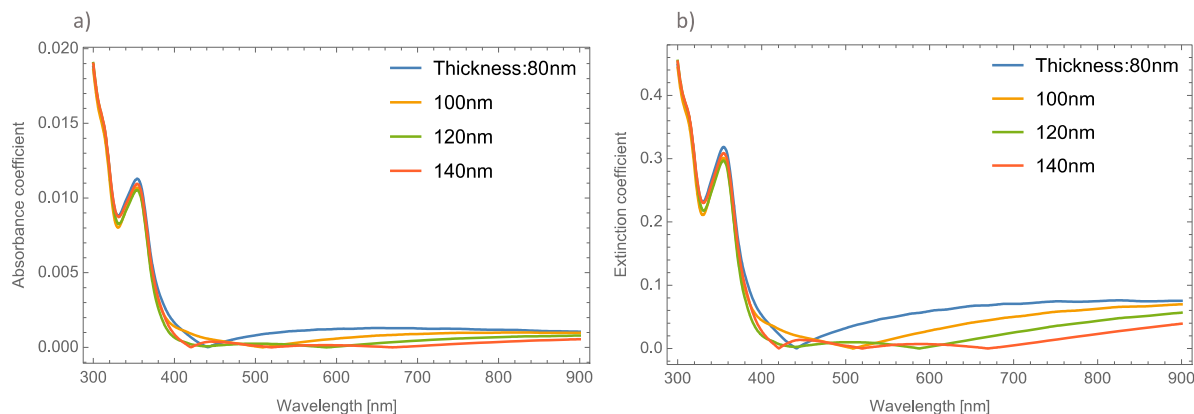 a)
Absorbance coefficient
0.020
0.015
0.010
0.005
0.000
300 400 500 600 700 800 900
Wavelength [nm]
Thickness:80nm
100nm
120nm
140nm
b)
Extinction coefficient
0.4
0.3
0.2
0.1
0.0
300 400 500 600 700 800 900
Wavelength [nm]
Thickness:80nm
100nm
120nm
140nm